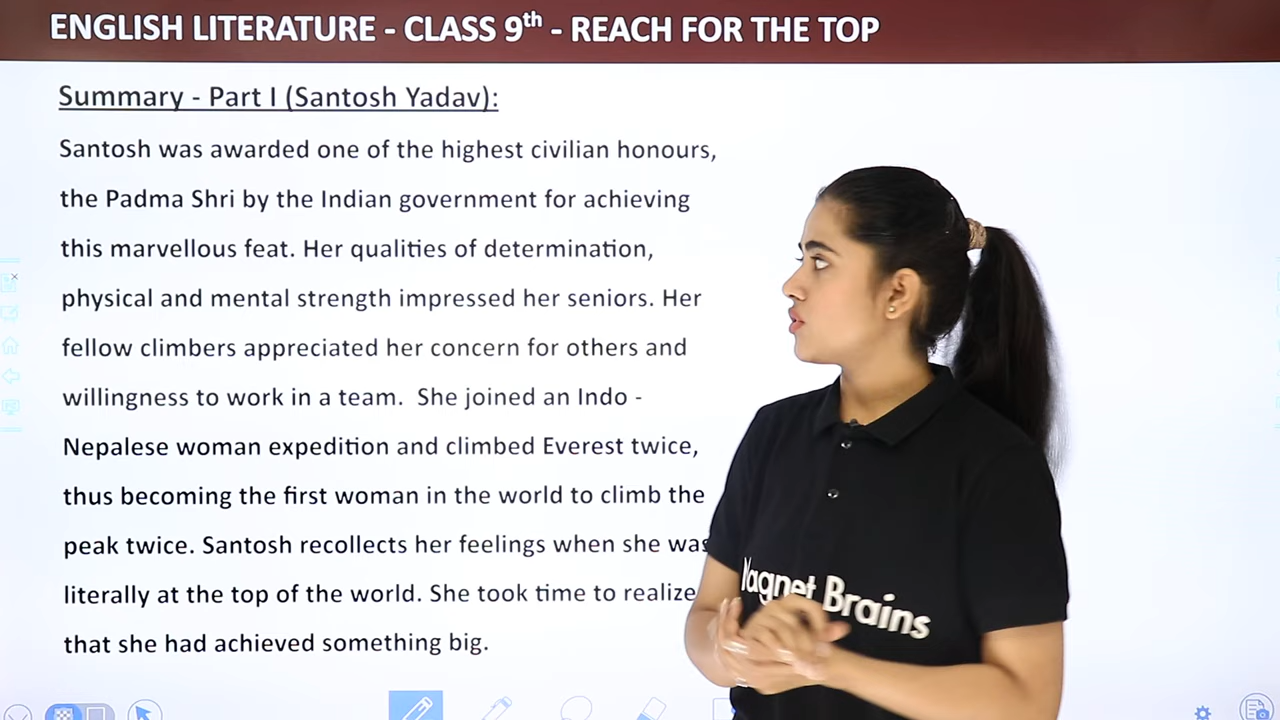 ENGLISH LITERATURE - CLASS 9th - REACH FOR THE TOP
Summary - Part I (Santosh Yadav):
Santosh was awarded one of the highest civilian honours,
the Padma Shri by the Indian government for achieving
this marvellous feat. Her qualities of determination,
physical and mental strength impressed her seniors. Her
fellow climbers appreciated her concern for others and
willingness to work in a team. She joined an Indo -
Nepalese woman expedition and climbed Everest twice,
thus becoming the first woman in the world to climb the
peak twice. Santosh recollects her feelings when she was
literally at the top of the world. She took time to realize
that she had achieved something big.
Magnet Brains